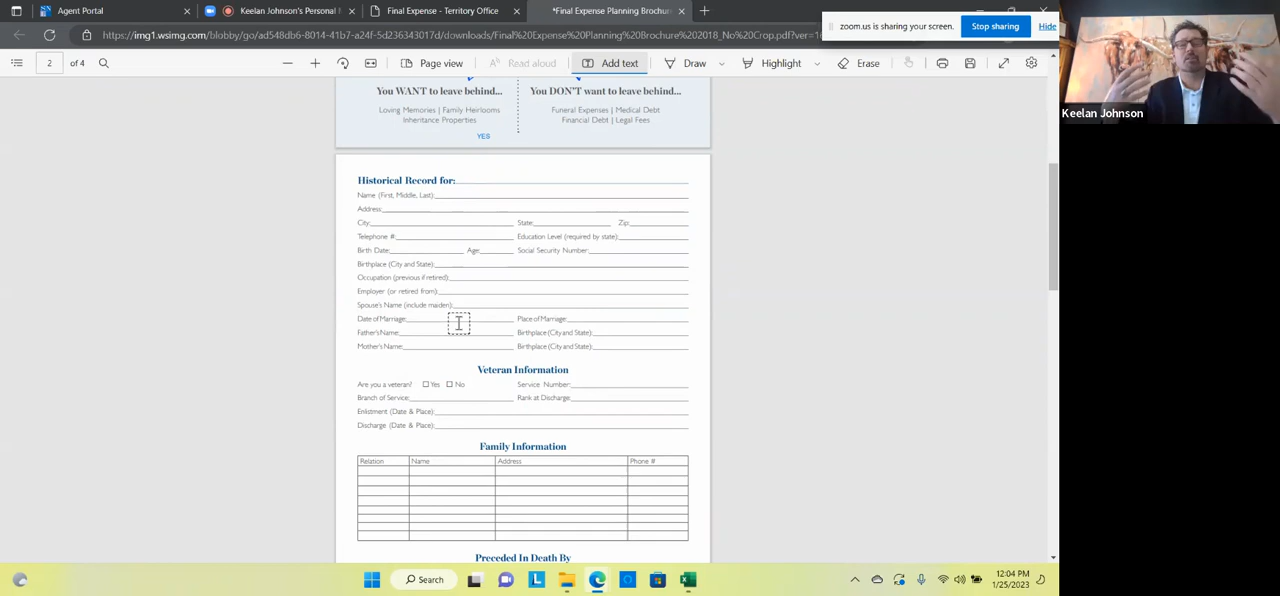 Agent Portal
Keelan Johnson's Personal
Final Expense - Territory Office
*Final Expense Planning Brochur
zoom.us is sharing your screen.
Stop sharing
Hide
https://img1.wsimg.com/blobby/go/ad548db6-8014-41b7-a24f-5d236343017d/downloads/Final%20Expense%20Planning%20Brochure%202018_No%20Crop.pdf?ver=1
2 of 4
Page view
Read aloud
Add text
Draw
Highlight
Erase
You WANT to leave behind... You DON'T want to leave behind...
Loving Memories | Family Heirlooms Funeral Expenses | Medical Debt
Inheritance Properties Financial Debt | Legal Fees
YES
Keelan Johnson
Historical Record for:
Name (First, Middle, Last):
Address:
City: State: Zip:
Telephone #: Education Level (required by state):
Birth Date: Age: Social Security Number:
Birthplace (City and State):
Occupation (previous if retired):
Employer (or retired from):
Spouse's Name (include maiden):
Date of Marriage: Place of Marriage:
Father's Name: Birthplace (City and State):
Mother's Name: Birthplace (City and State):
Veteran Information
Are you a veteran? Yes No Service Number:
Branch of Service: Rank at Discharge:
Enlistment (Date & Place):
Discharge (Date & Place):
Family Information
Relation Name Address Phone #
Preceded In Death By
Search
12:04 PM
1/25/2023